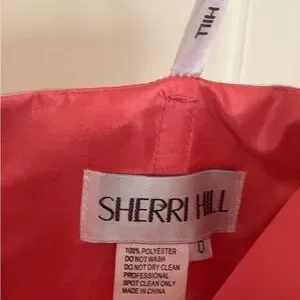 HILL
SHERRI HILL
0
100% POLYESTER
DO NOT WASH
DO NOT DRY CLEAN
PROFESSIONAL
SPOT CLEAN ONLY
MADE IN CHINA